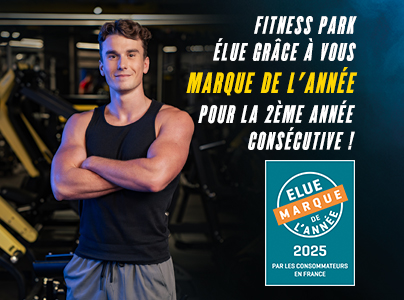 FITNESS PARK
ÉLUE GRÂCE À VOUS
MARQUE DE L'ANNÉE
POUR LA 2ÈME ANNÉE
CONSÉCUTIVE !
ELUE
MARQUE
DE
L'ANNÉE
2025
PAR LES CONSOMMATEURS
EN FRANCE